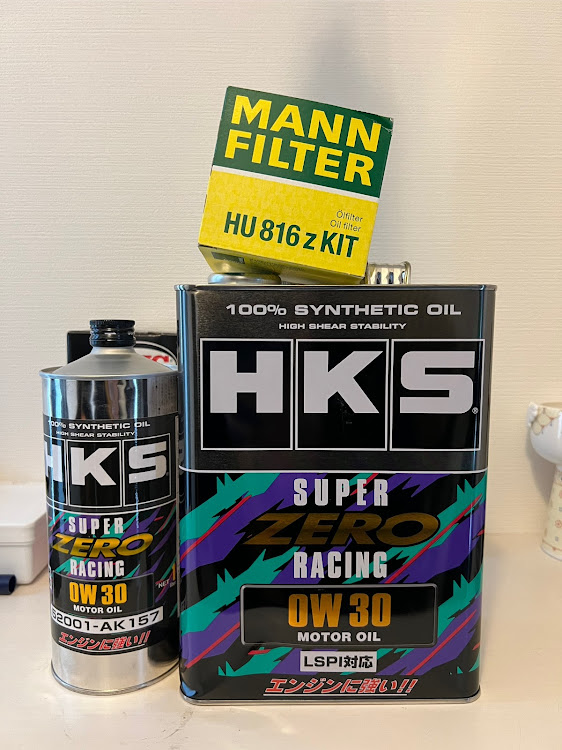 MANN
FILTER
Ölfilter
Oil filter
HU 816 z KIT
100% SYNTHETIC OIL
HIGH SHEAR STABILITY
HKS
SUPER
ZERO
RACING
0W 30
MOTOR OIL
LSPI対応
エンジンに強い!!
100% SYNTHETIC OIL
HIGH SHEAR STABILITY
HKS
SUPER
ZERO
RACING
0W 30
MOTOR OIL
52001-AK157
エンジンに強い!!